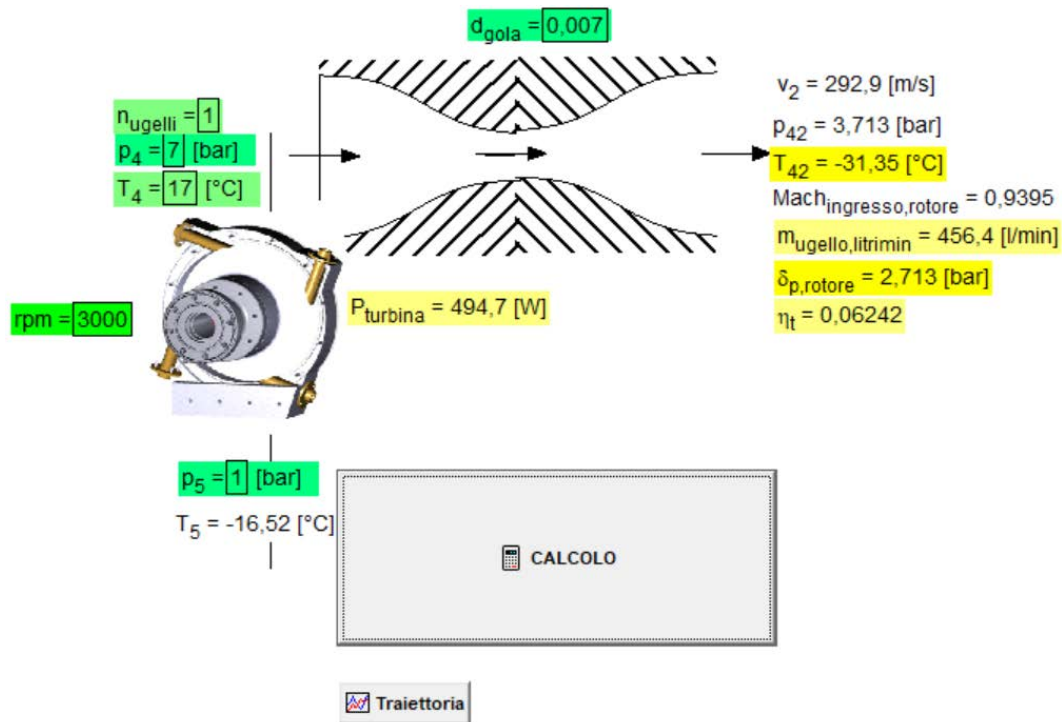 d_gola = 0,007
n_ugelli = 1
p_4 = 7 [bar]
T_4 = 17 [°C]
v_2 = 292,9 [m/s]
p_42 = 3,713 [bar]
T_42 = -31,35 [°C]
Mach_ingresso,rotore = 0,9395
m_ugello,litrimin = 456,4 [l/min]
δ_p,rotore = 2,713 [bar]
η_t = 0,06242
rpm = 3000
P_turbina = 494,7 [W]
p_5 = 1 [bar]
T_5 = -16,52 [°C]
CALCOLO
Traiettoria